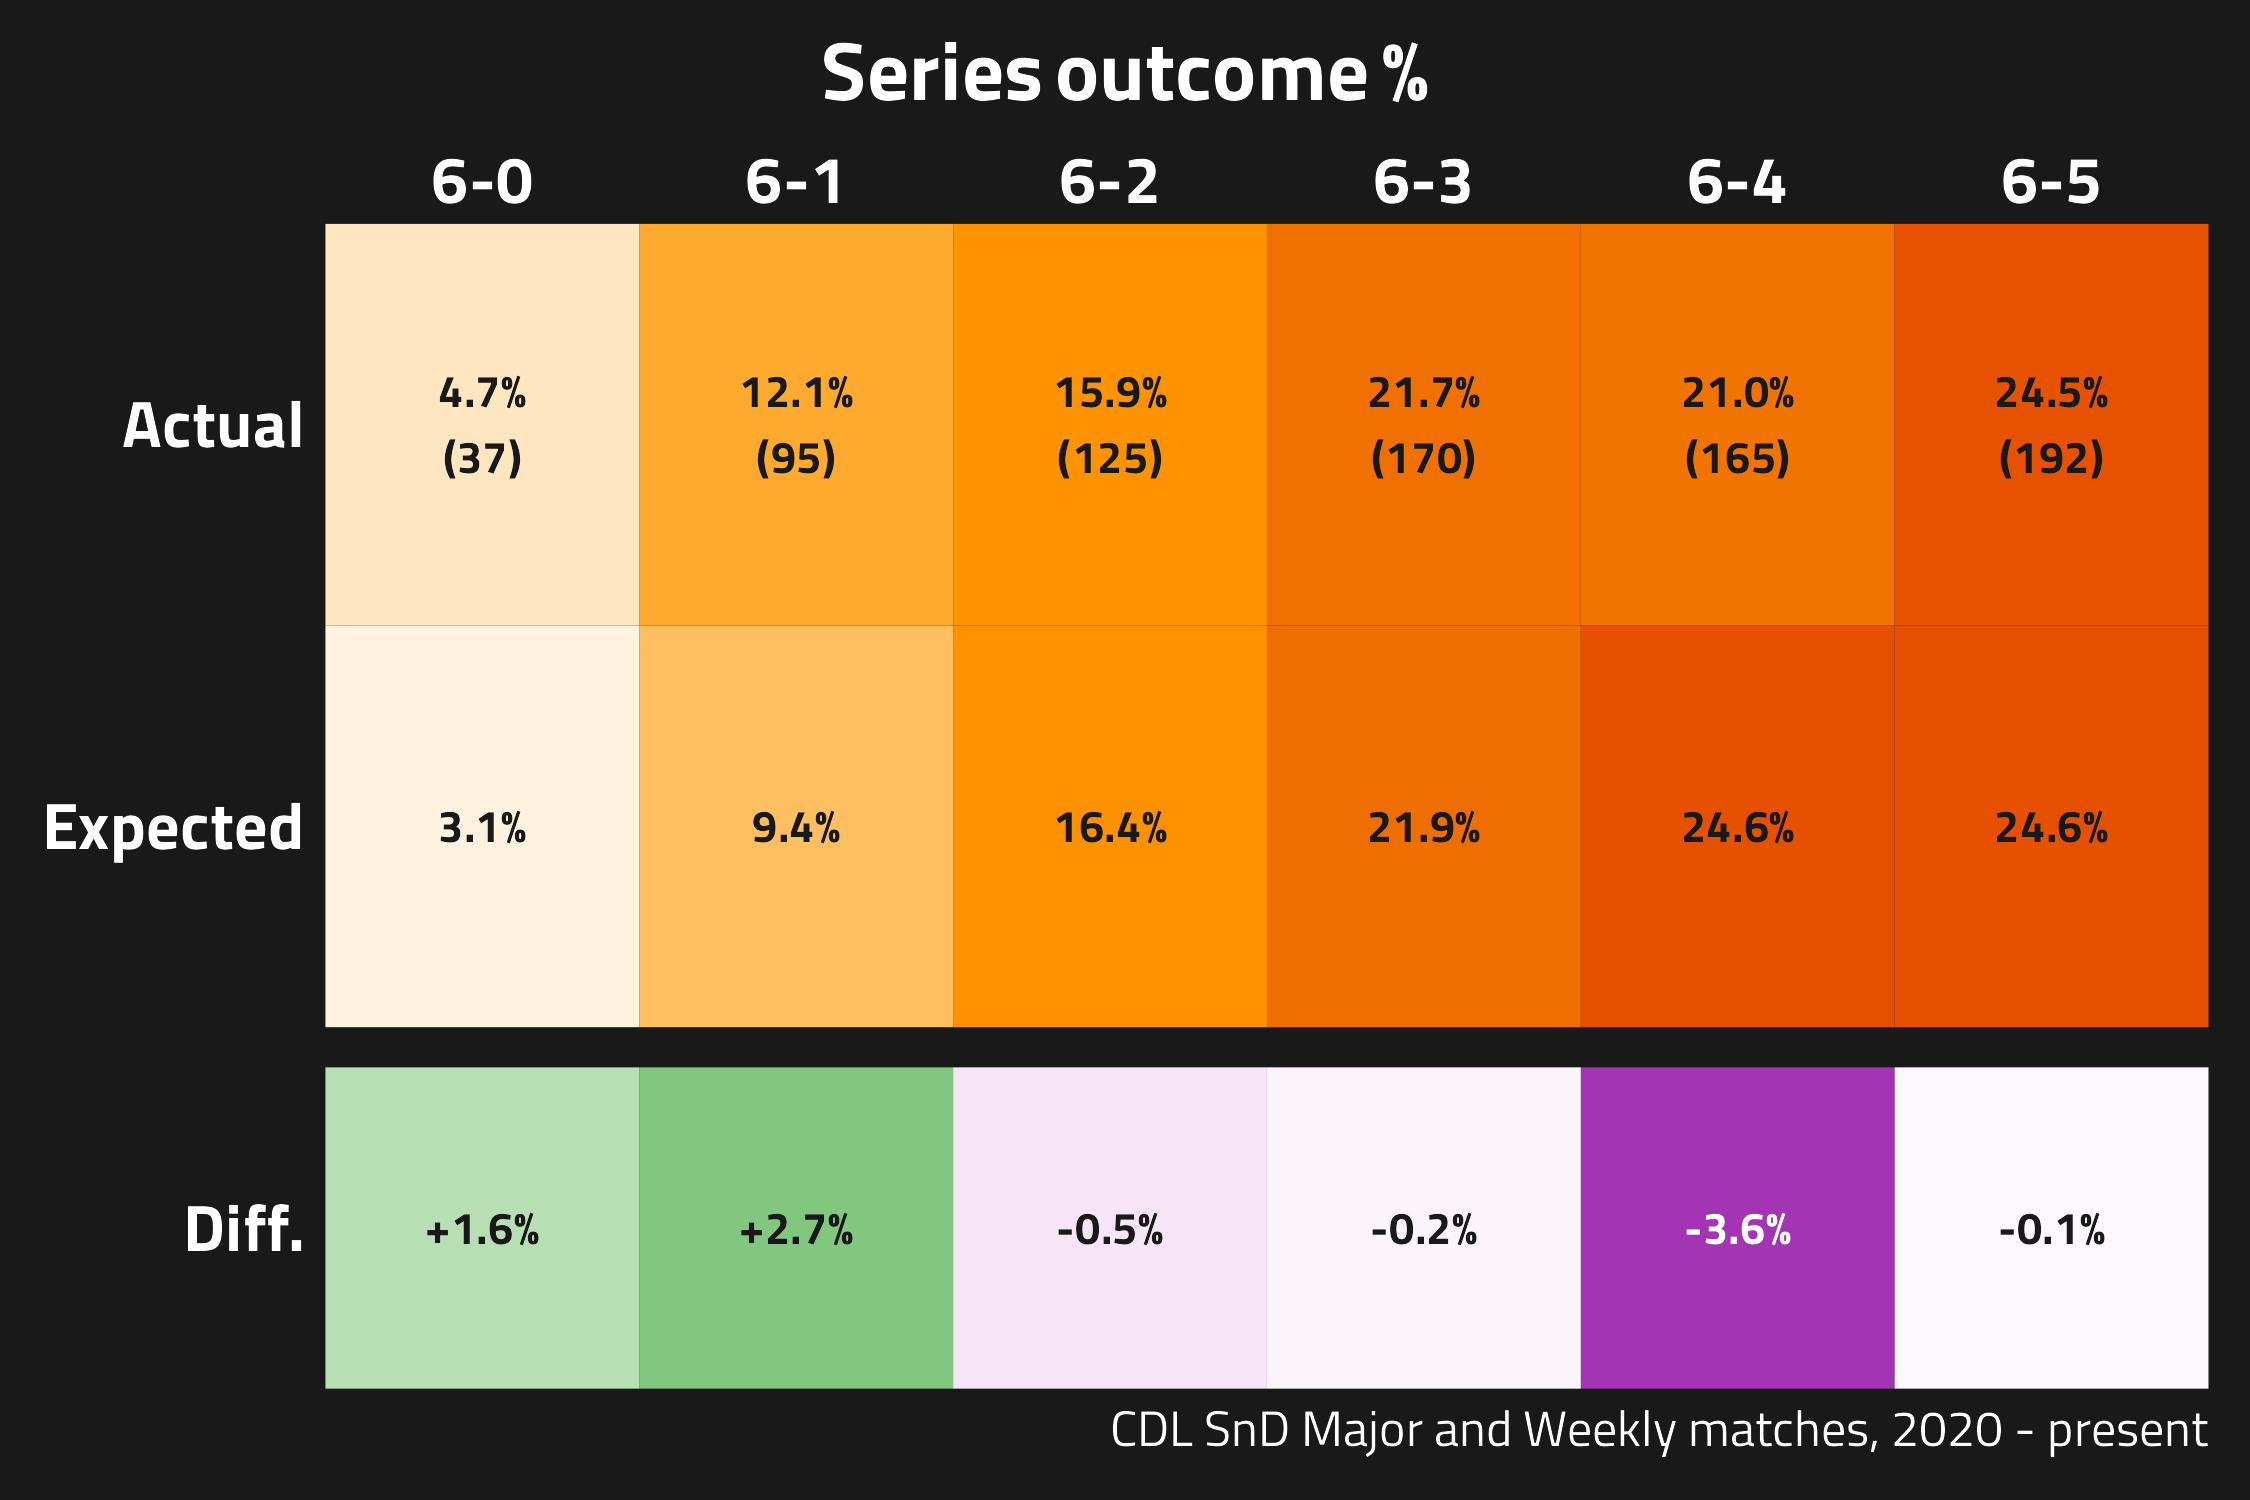 Series outcome %
6-0 6-1 6-2 6-3 6-4 6-5
Actual
4.7% 12.1% 15.9% 21.7% 21.0% 24.5%
(37) (95) (125) (170) (165) (192)
Expected 3.1% 9.4% 16.4% 21.9% 24.6% 24.6%
Diff. +1.6% +2.7% -0.5% -0.2% -3.6% -0.1%
CDL SnD Major and Weekly matches, 2020 - present